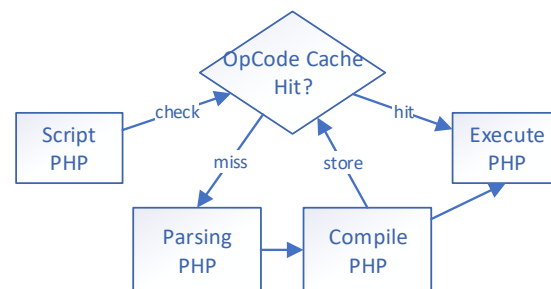 OpCode Cache
Hit?
Script
PHP
check
hit
Execute
PHP
miss
store
Parsing
PHP
Compile
PHP